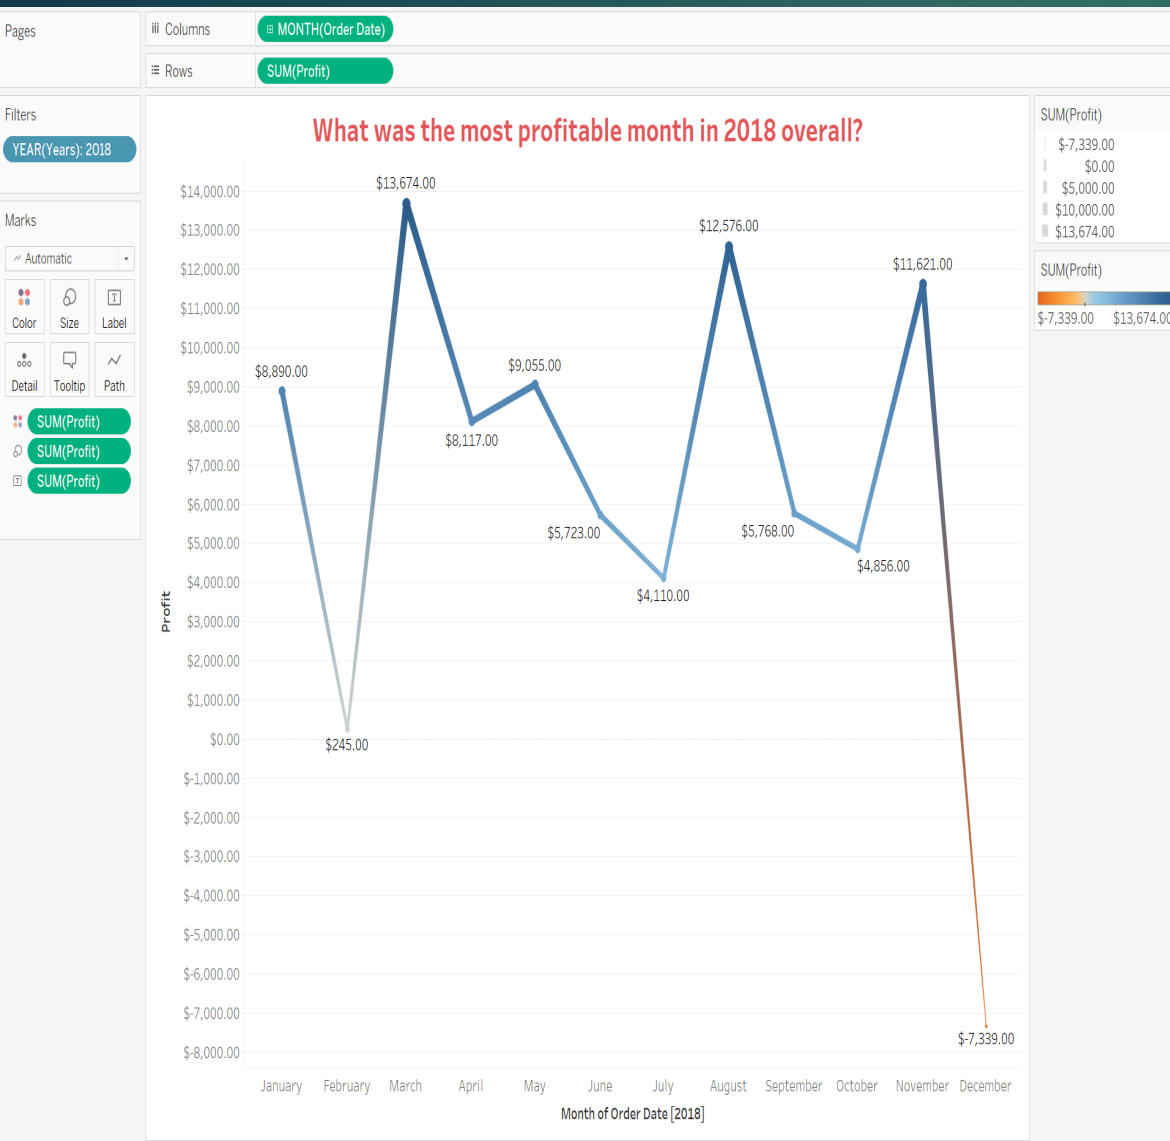 Pages
Columns
MONTH(Order Date)
Rows
SUM(Profit)
Filters
YEAR(Years): 2018
Marks
Automatic
Color Size Label
Detail Tooltip Path
SUM(Profit)
SUM(Profit)
SUM(Profit)
What was the most profitable month in 2018 overall?
$14,000.00
$13,000.00
$12,000.00
$11,000.00
$10,000.00
$9,000.00
$8,000.00
$7,000.00
$6,000.00
$5,000.00
$4,000.00
$3,000.00
$2,000.00
$1,000.00
$0.00
$-1,000.00
$-2,000.00
$-3,000.00
$-4,000.00
$-5,000.00
$-6,000.00
$-7,000.00
$-8,000.00
Profit
$8,890.00
$245.00
$13,674.00
$8,117.00
$9,055.00
$5,723.00
$4,110.00
$12,576.00
$5,768.00
$4,856.00
$11,621.00
$-7,339.00
January February March April May June July August September October November December
Month of Order Date [2018]
SUM(Profit)
$-7,339.00
$0.00
$5,000.00
$10,000.00
$13,674.00
SUM(Profit)
$-7,339.00 $13,674.00